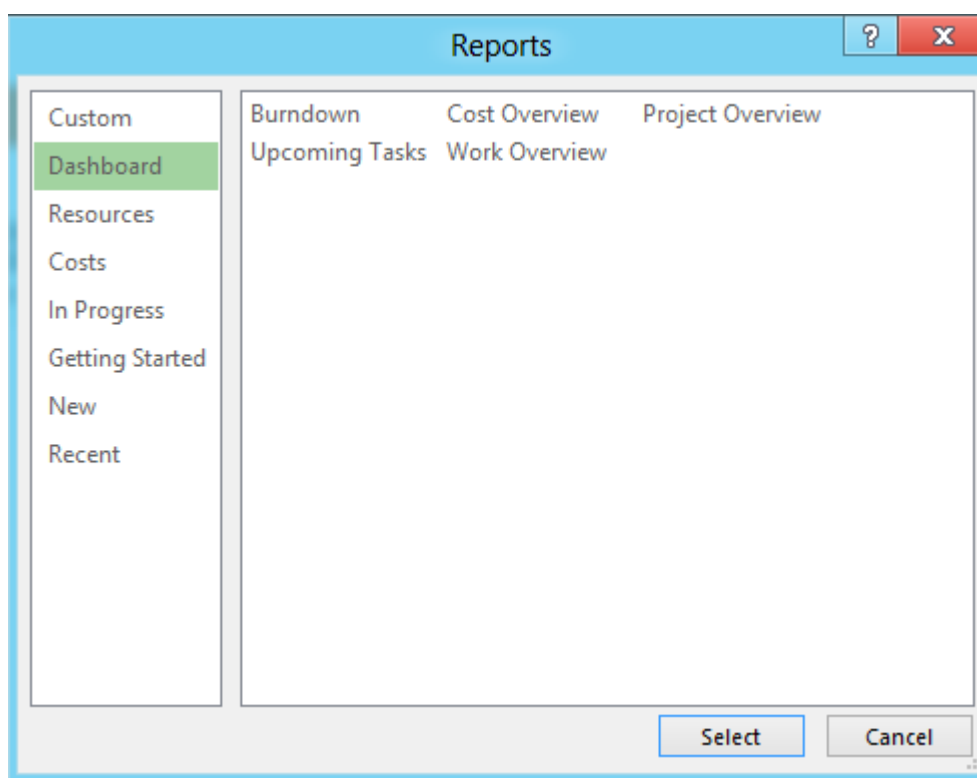 Reports
?
Custom
Dashboard
Resources
Costs
In Progress
Getting Started
New
Recent
Burndown Cost Overview Project Overview
Upcoming Tasks Work Overview
Select Cancel